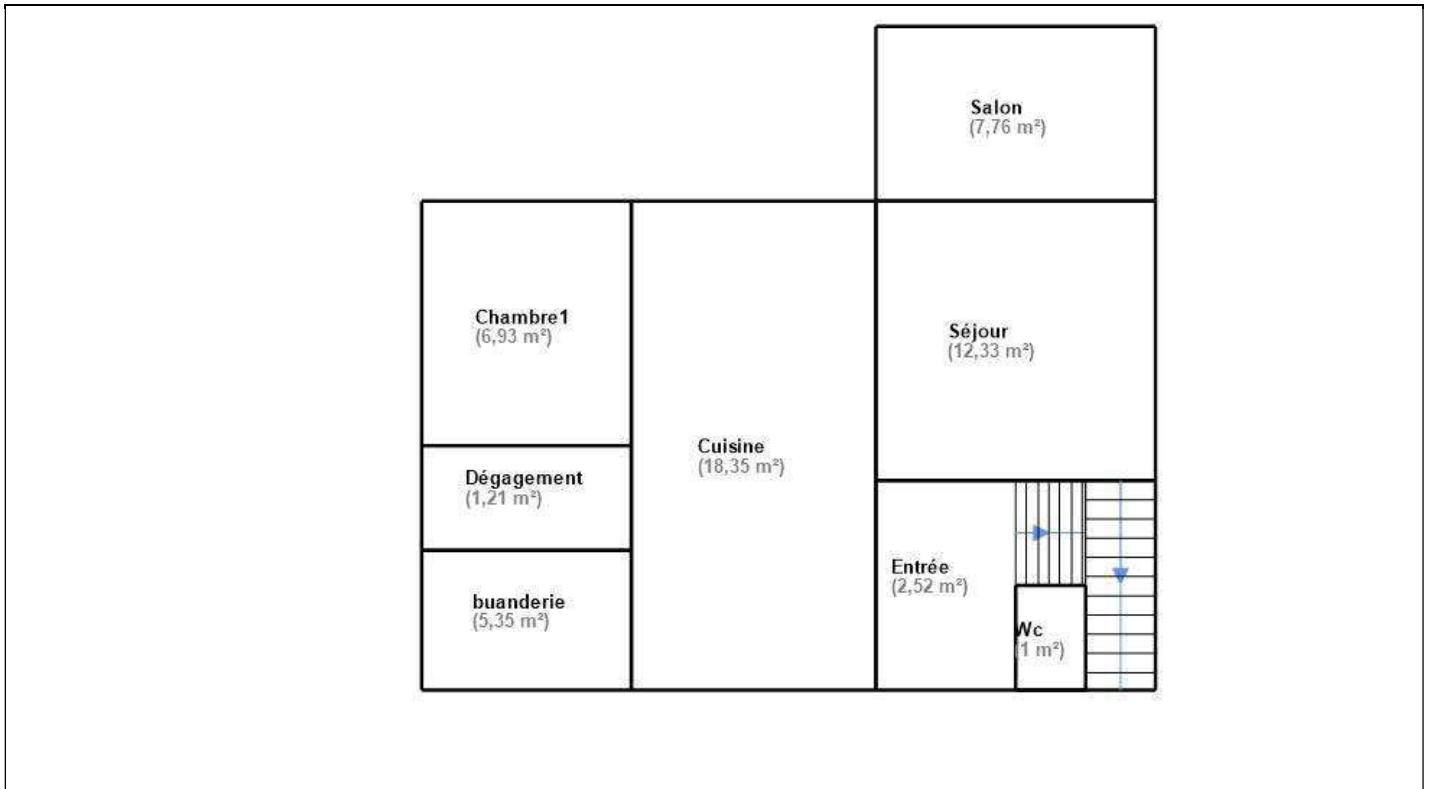 Salon
(7,76 m²)
Chambre1
(6,93 m²)
Séjour
(12,33 m²)
Cuisine
(18,35 m²)
Dégagement
(1,21 m²)
Entrée
(2,52 m²)
buanderie
(5,35 m²)
Wc
(1 m²)